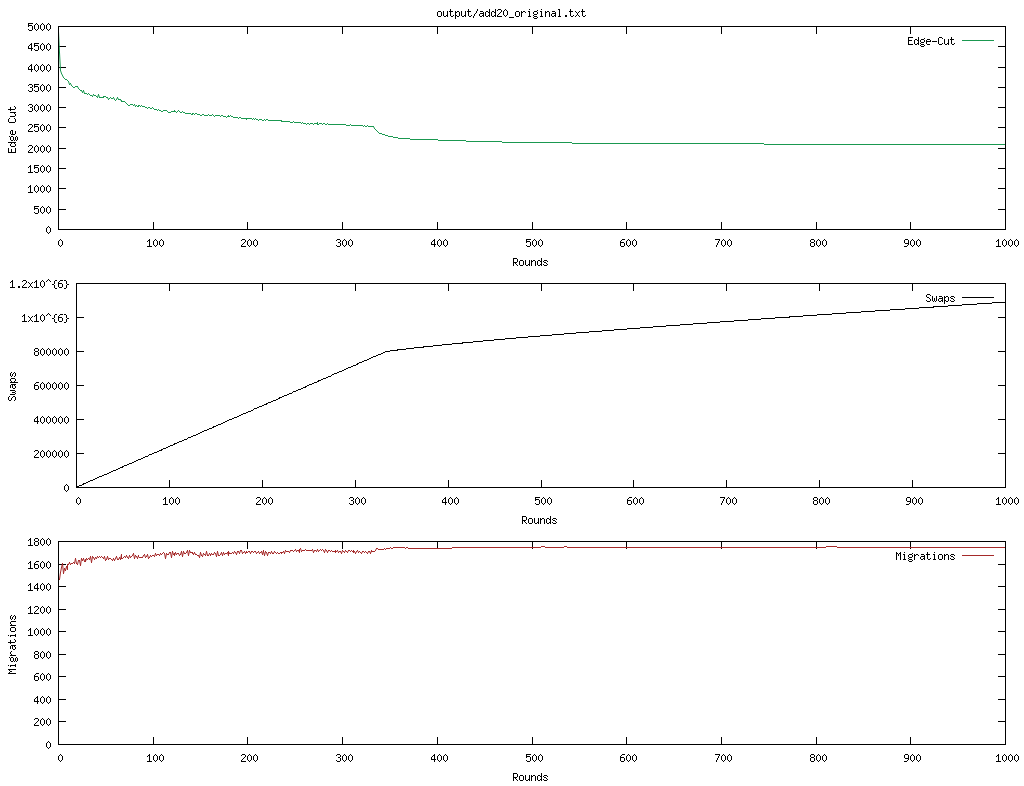 output/add20_original.txt
5000
4500
4000
3500
3000
2500
2000
1500
1000
500
0
Edge Cut
Edge-Cut
0 100 200 300 400 500 600 700 800 900 1000
Rounds
1.2x10^{6}
1x10^{6}
800000
600000
400000
200000
0
Swaps
Swaps
0 100 200 300 400 500 600 700 800 900 1000
Rounds
1800
1600
1400
1200
1000
800
600
400
200
0
Migrations
Migrations
0 100 200 300 400 500 600 700 800 900 1000
Rounds